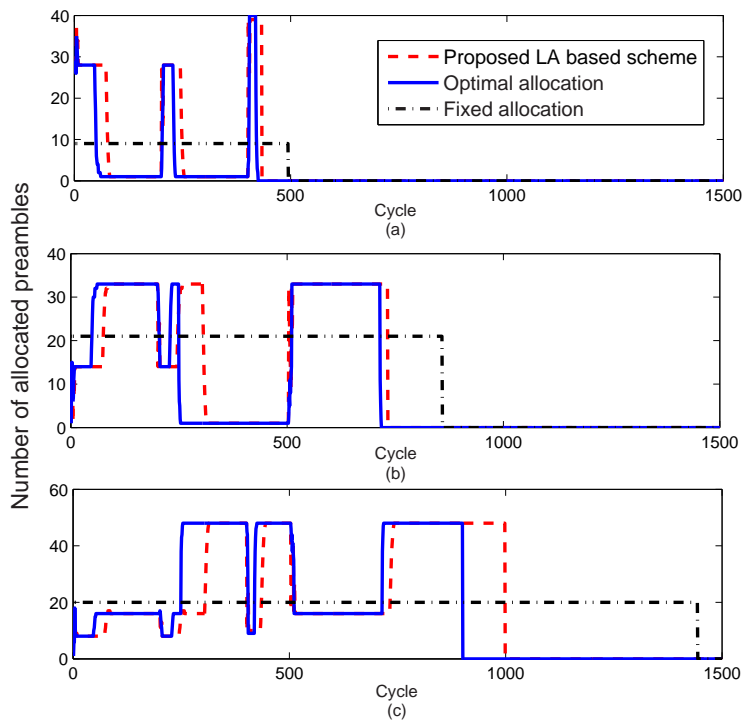 Number of allocated preambles
40
30
20
10
0
Proposed LA based scheme
Optimal allocation
Fixed allocation
0 500 1000 1500
Cycle
(a)
40
30
20
10
0
0 500 1000 1500
Cycle
(b)
60
40
20
0
0 500 1000 1500
Cycle
(c)